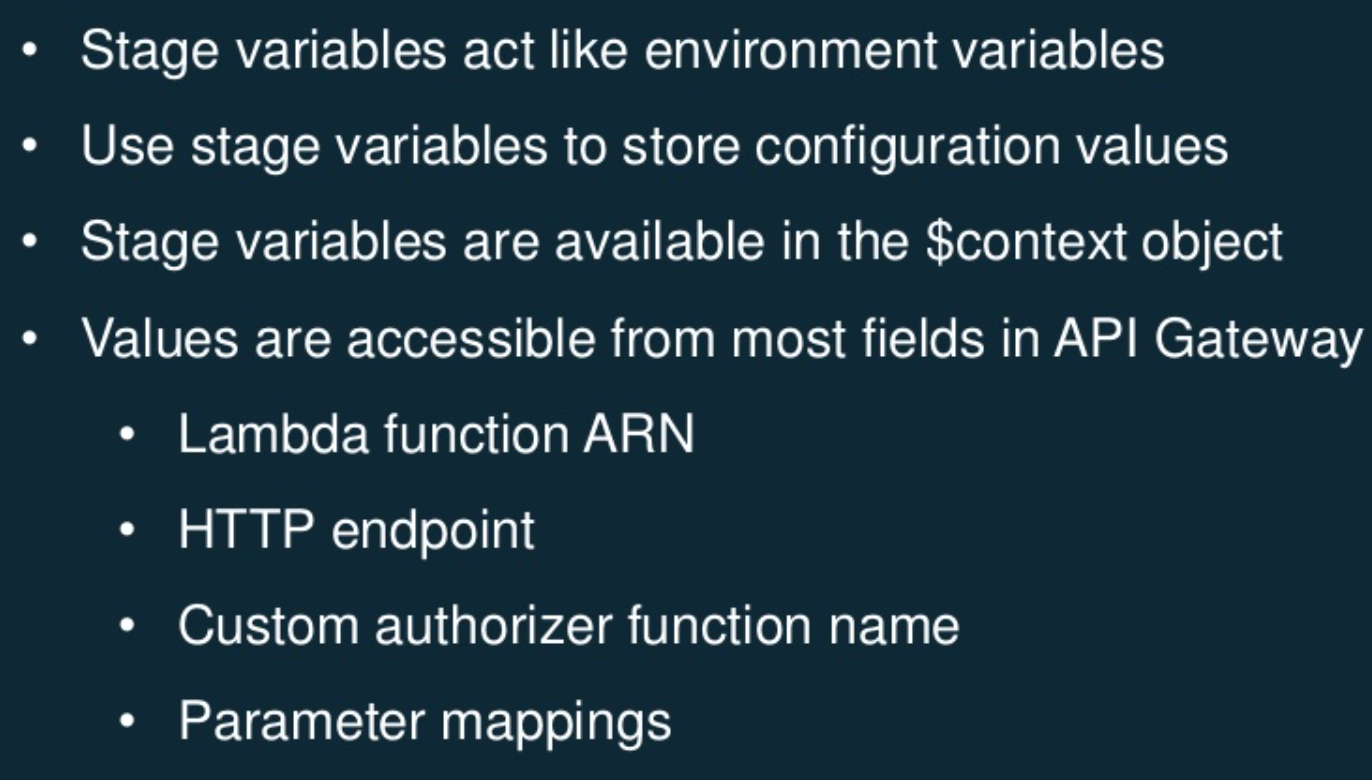 • Stage variables act like environment variables
• Use stage variables to store configuration values
• Stage variables are available in the $context object
• Values are accessible from most fields in API Gateway
• Lambda function ARN
• HTTP endpoint
• Custom authorizer function name
• Parameter mappings